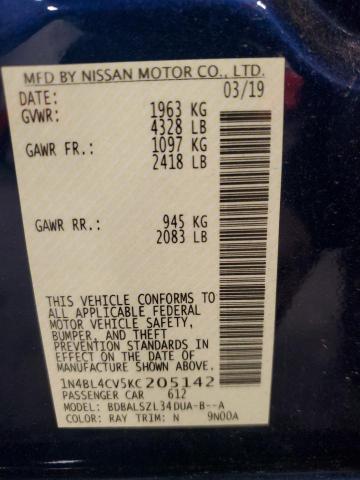 MFD BY NISSAN MOTOR CO., LTD.
DATE: 03/19
GVWR: 1963 KG
4328 LB
GAWR FR.: 1097 KG
2418 LB
GAWR RR.: 945 KG
2083 LB
THIS VEHICLE CONFORMS TO
ALL APPLICABLE FEDERAL
MOTOR VEHICLE SAFETY,
BUMPER, AND THEFT
PREVENTION STANDARDS IN
EFFECT ON THE DATE OF
MANUFACTURE SHOWN ABOVE.
1N4BL4CV5KC205142
PASSENGER CAR 612
MODEL: BDBALSZL34DUA-B--A
COLOR: RAY TRIM: N 9N00A